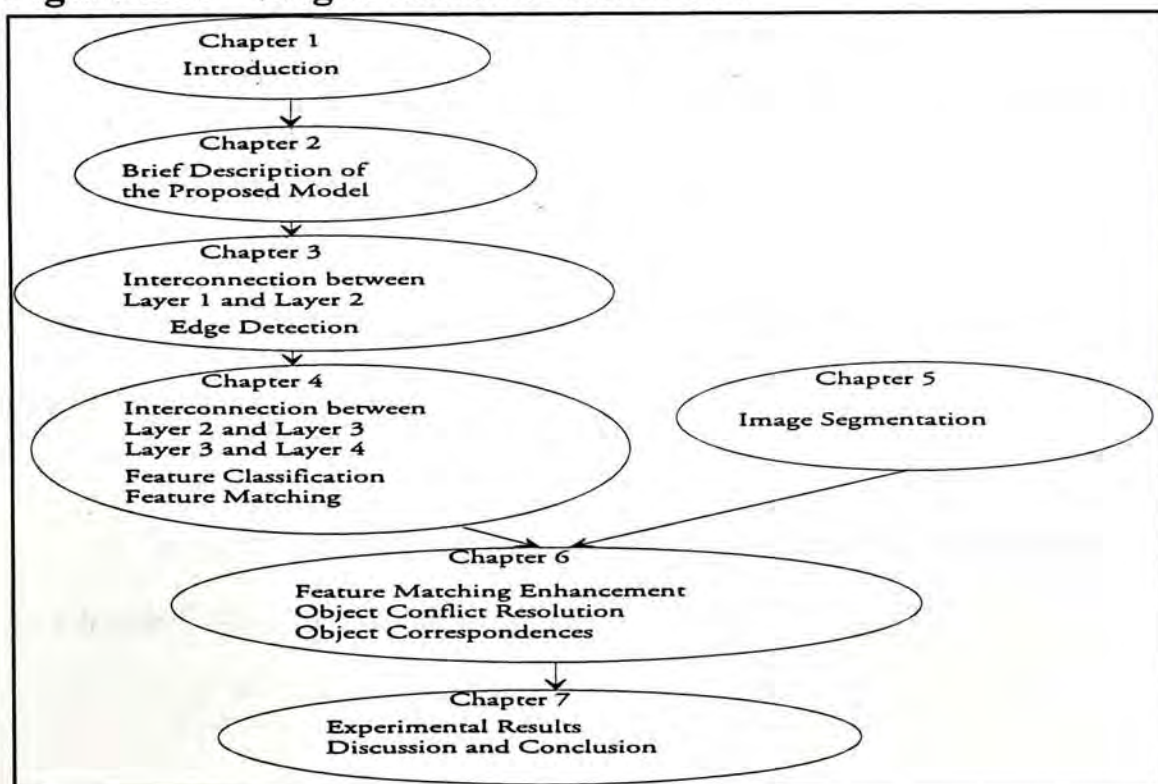 Chapter 1
Introduction
Chapter 2
Brief Description of
the Proposed Model
Chapter 3
Interconnection between
Layer 1 and Layer 2
Edge Detection
Chapter 4
Interconnection between
Layer 2 and Layer 3
Layer 3 and Layer 4
Feature Classification
Feature Matching
Chapter 5
Image Segmentation
Chapter 6
Feature Matching Enhancement
Object Conflict Resolution
Object Correspondences
Chapter 7
Experimental Results
Discussion and Conclusion